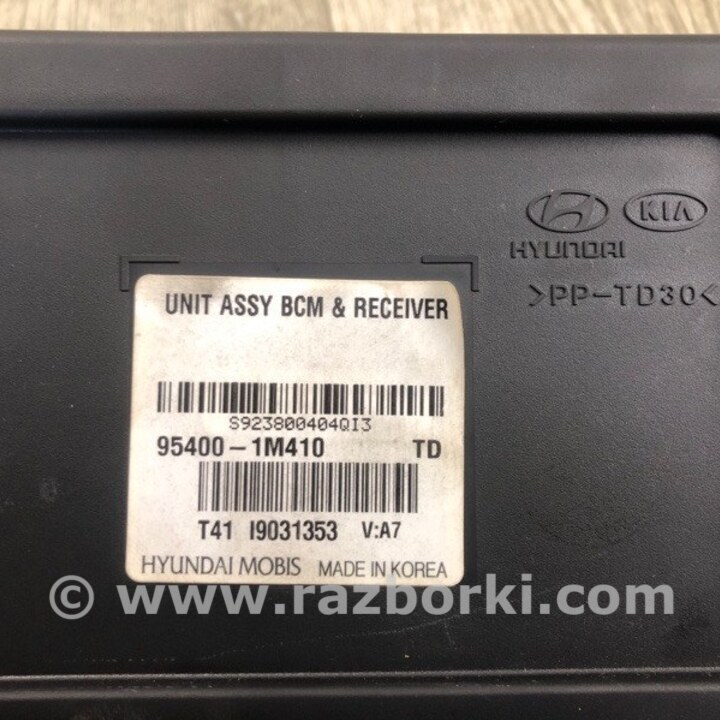 KIA
HYUNDAI
>PP-TD30<
UNIT ASSY BCM & RECEIVER
S923800404QI3
95400-1M410 TD
T41 I9031353 V:A7
HYUNDAI MOBIS MADE IN KOREA
© www.razborki.com